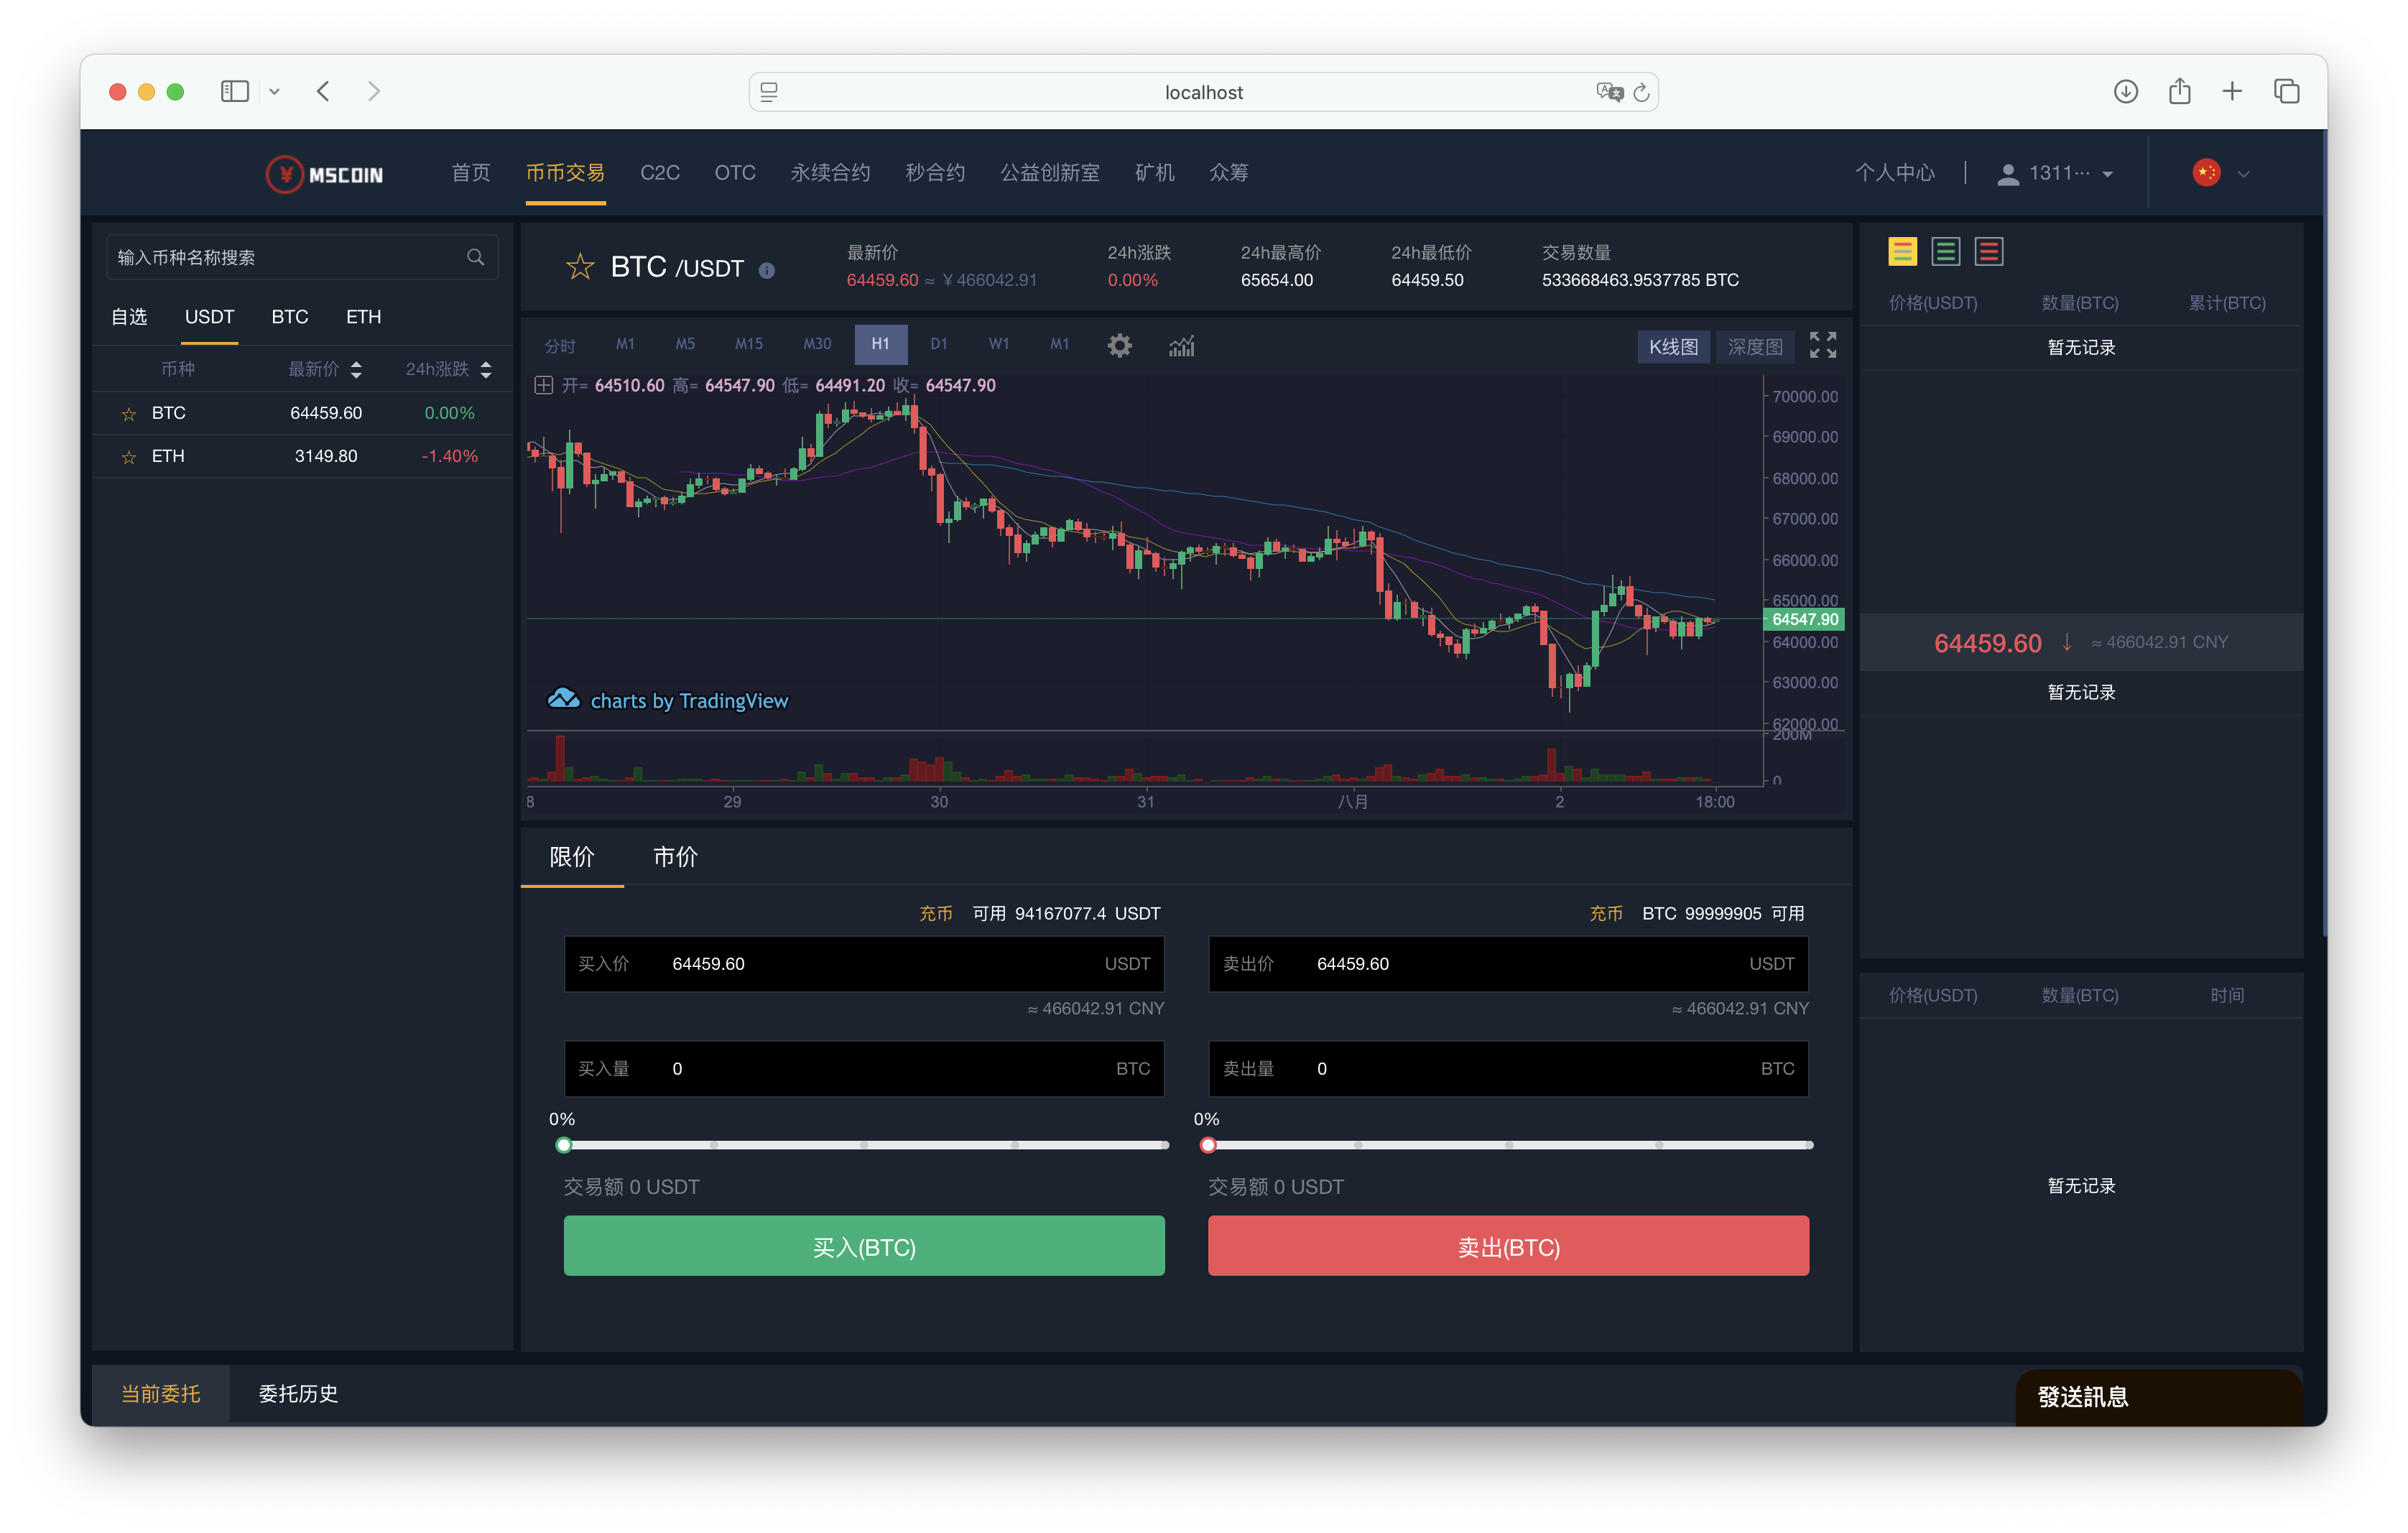 localhost
MSCOIN 首页 币币交易 C2C OTC 永续合约 秒合约 公益创新室 矿机 众筹 个人中心 1311···
输入币种名称搜索
自选 USDT BTC ETH
币种 最新价 24h涨跌
BTC 64459.60 0.00%
ETH 3149.80 -1.40%
BTC /USDT
最新价 24h涨跌 24h最高价 24h最低价 交易数量
64459.60 ≈ ¥ 466042.91 0.00% 65654.00 64459.50 533668463.9537785 BTC
分时 M1 M5 M15 M30 H1 D1 W1 M1 K线图 深度图
开= 64510.60 高= 64547.90 低= 64491.20 收= 64547.90
70000.00
69000.00
68000.00
67000.00
66000.00
65000.00
64547.90
64000.00
63000.00
62000.00
charts by TradingView
200M
0
8 29 30 31 八月 2 18:00
限价 市价
充币 可用 94167077.4 USDT
买入价 64459.60 USDT
≈ 466042.91 CNY
买入量 0 BTC
0%
交易额 0 USDT
买入(BTC)
充币 BTC 99999905 可用
卖出价 64459.60 USDT
≈ 466042.91 CNY
卖出量 0 BTC
0%
交易额 0 USDT
卖出(BTC)
价格(USDT) 数量(BTC) 累计(BTC)
暂无记录
64459.60 ↓ ≈ 466042.91 CNY
暂无记录
价格(USDT) 数量(BTC) 时间
暂无记录
当前委托 委托历史
發送訊息